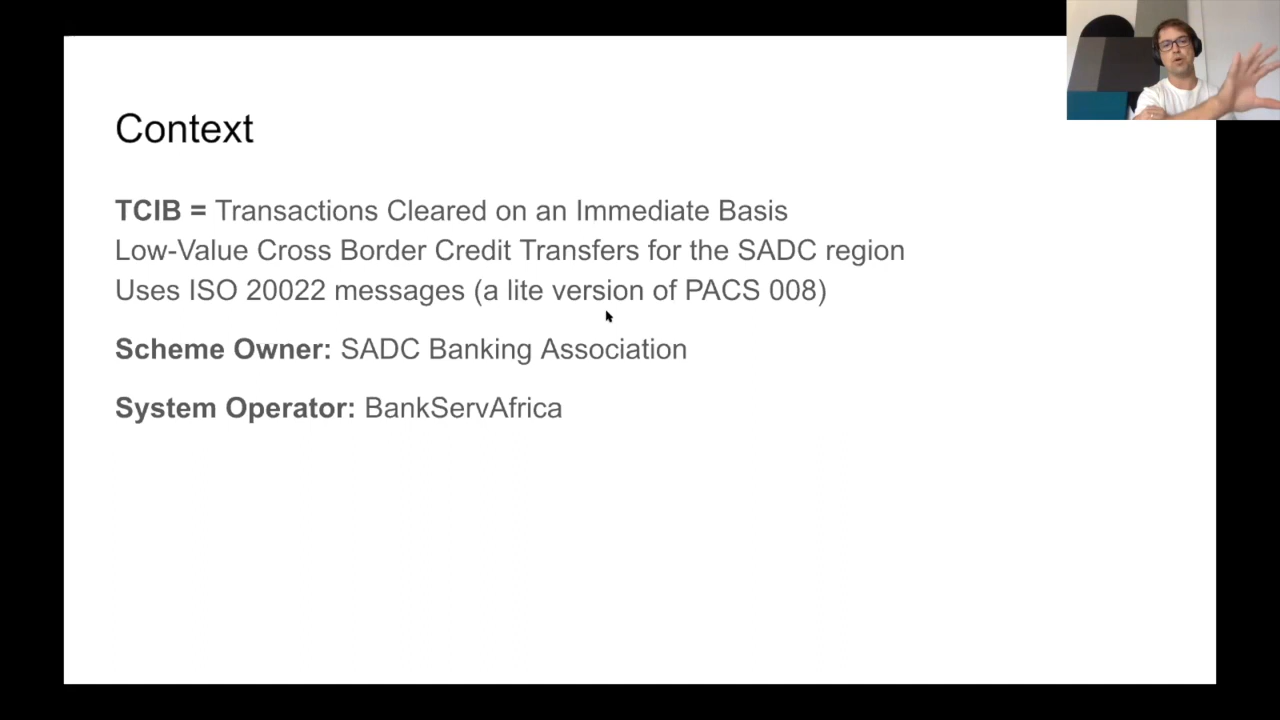 Context
TCIB = Transactions Cleared on an Immediate Basis
Low-Value Cross Border Credit Transfers for the SADC region
Uses ISO 20022 messages (a lite version of PACS 008)
Scheme Owner: SADC Banking Association
System Operator: BankServAfrica